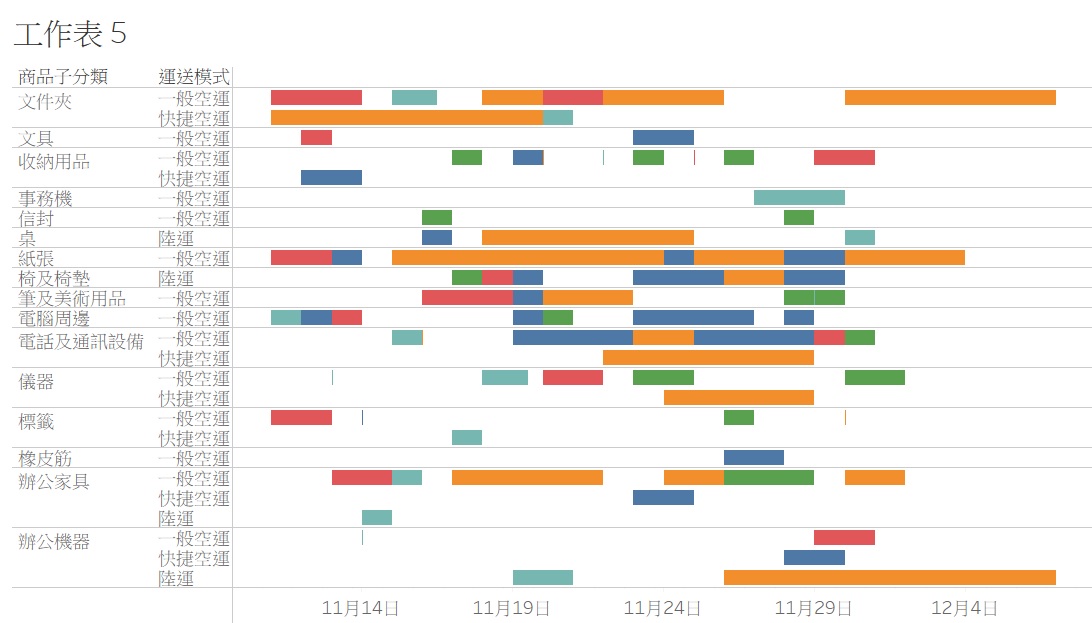 工作表 5
商品子分類 運送模式
文件夾 一般空運
快捷空運
文具 一般空運
收納用品 一般空運
快捷空運
事務機 一般空運
信封 一般空運
桌 陸運
紙張 一般空運
椅及椅墊 陸運
筆及美術用品 一般空運
電腦周邊 一般空運
電話及通訊設備 一般空運
快捷空運
儀器 一般空運
快捷空運
標籤 一般空運
快捷空運
橡皮筋 一般空運
辦公家具 一般空運
快捷空運
陸運
辦公機器 一般空運
快捷空運
陸運
11月14日 11月19日 11月24日 11月29日 12月4日